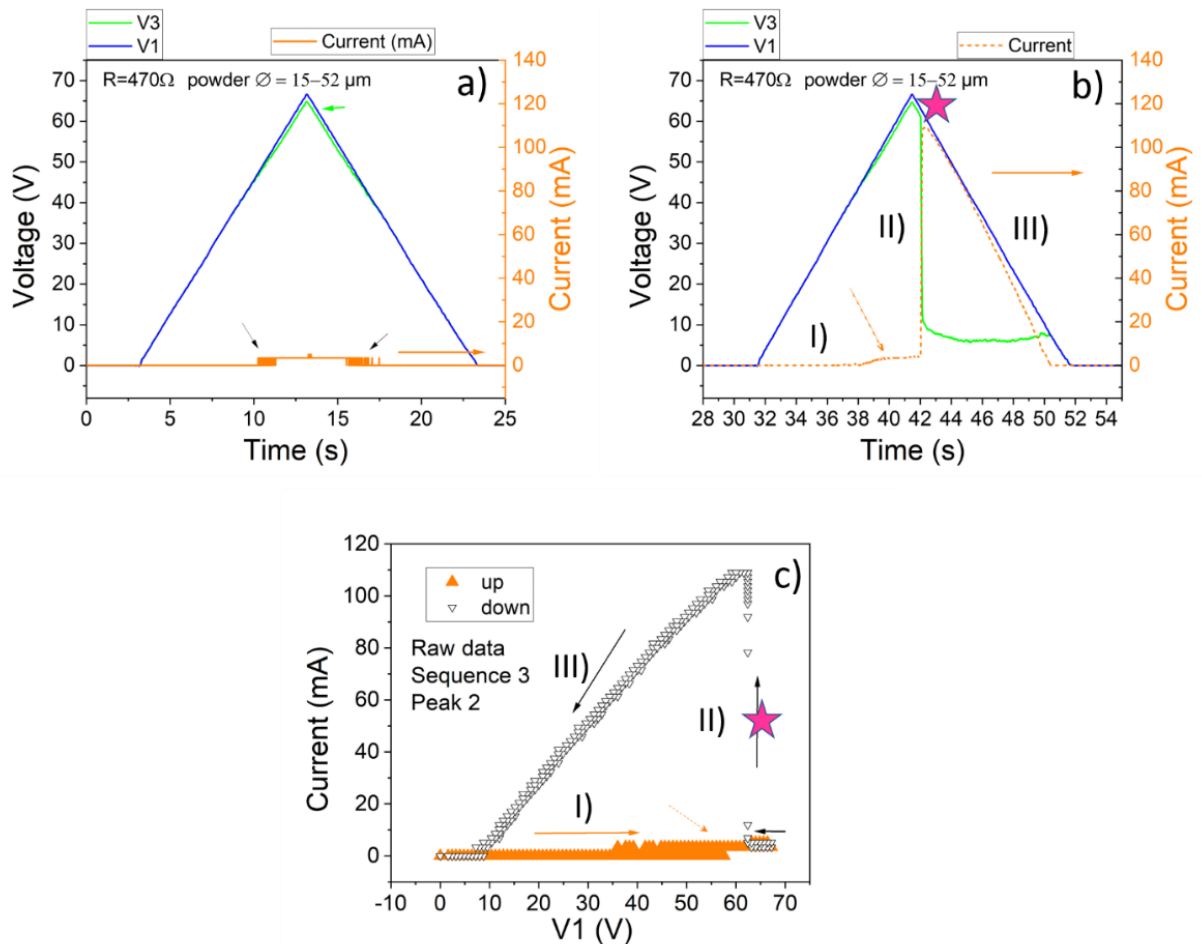 V3
V1
Current (mA)
R=470Ω powder ∅ = 15–52 µm
a)
70
60
50
40
30
20
10
0
Voltage (V)
140
120
100
80
60
40
20
0
Current (mA)
0 5 10 15 20 25
Time (s)
V3
V1
Current
R=470Ω powder ∅ = 15–52 µm
b)
70
60
50
40
30
20
10
0
Voltage (V)
I)
II)
III)
140
120
100
80
60
40
20
0
Current (mA)
28 30 32 34 36 38 40 42 44 46 48 50 52 54
Time (s)
c)
up
down
Raw data
Sequence 3
Peak 2
III)
II)
I)
120
100
80
60
40
20
0
Current (mA)
-10 0 10 20 30 40 50 60 70
V1 (V)